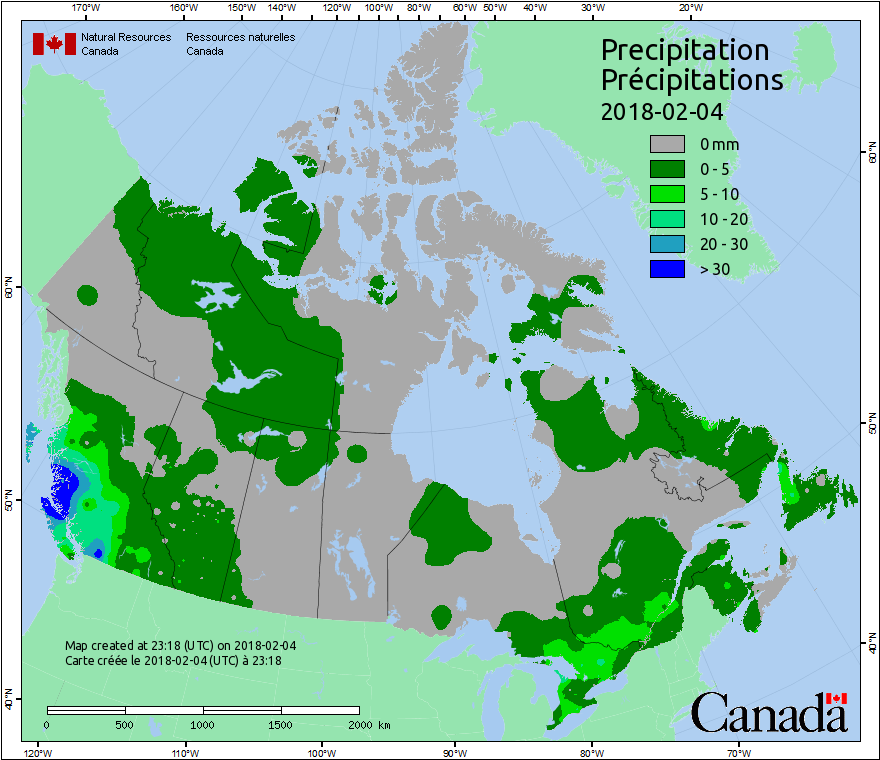 170°W 160°W 150°W 140°W 130°W 120°W 110°W 100°W 90°W 80°W 60°W 50°W 40°W 30°W 20°W
Natural Resources Ressources naturelles
Canada Canada
Precipitation
Précipitations
2018-02-04
0 mm
0 - 5
5 - 10
10 - 20
20 - 30
> 30
60°N
50°N
40°N
60°N
50°N
40°N
Map created at 23:18 (UTC) on 2018-02-04
Carte créée le 2018-02-04 (UTC) à 23:18
0 500 1000 1500 2000 km
Canada
120°W 110°W 100°W 90°W 80°W 70°W